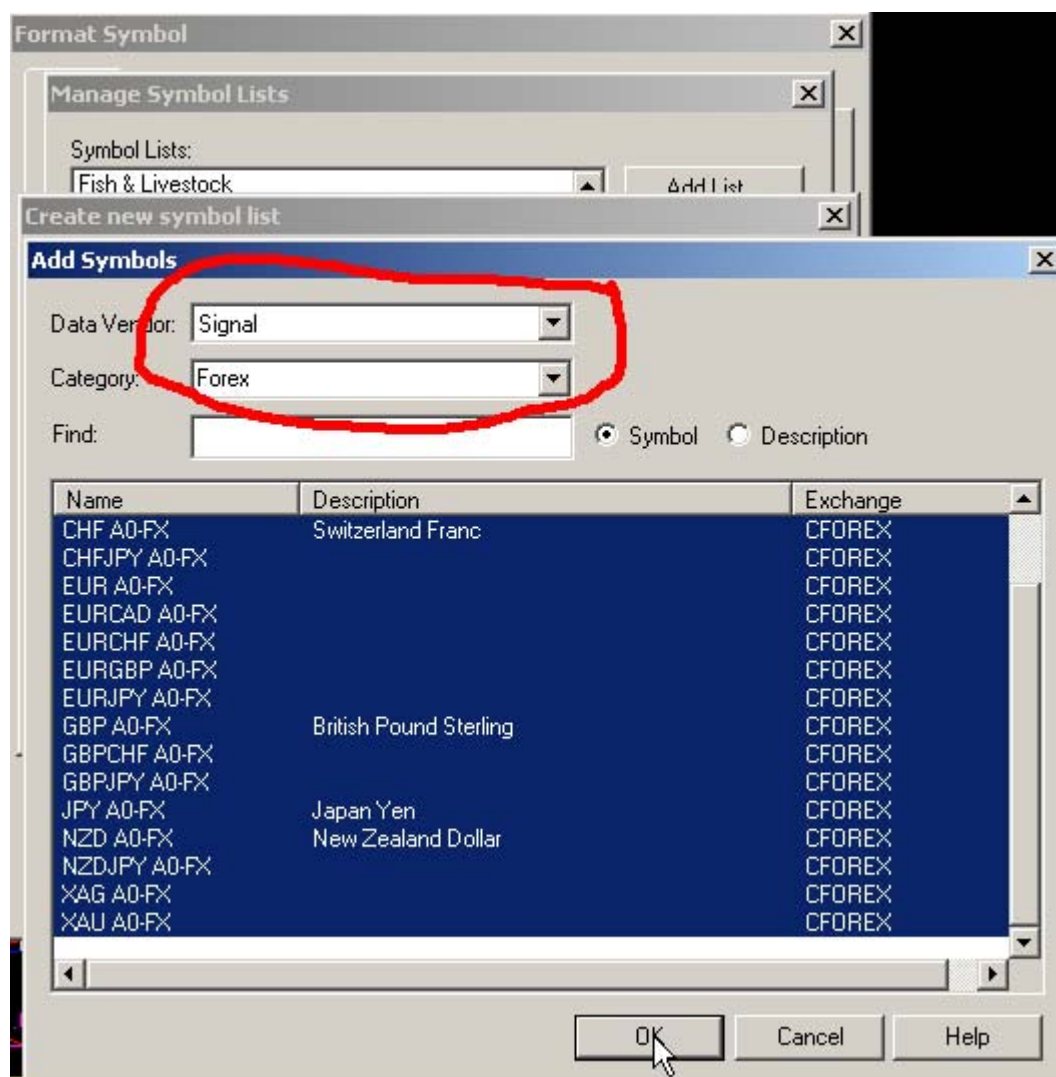 Format Symbol
Manage Symbol Lists
Symbol Lists:
Fish & Livestock
Add List
Create new symbol list
Add Symbols
Data Vendor: Signal
Category: Forex
Find: Symbol Description
Name Description Exchange
CHF A0-FX Switzerland Franc CFOREX
CHFJPY A0-FX CFOREX
EUR A0-FX CFOREX
EURCAD A0-FX CFOREX
EURCHF A0-FX CFOREX
EURGBP A0-FX CFOREX
EURJPY A0-FX CFOREX
GBP A0-FX British Pound Sterling CFOREX
GBPCHF A0-FX CFOREX
GBPJPY A0-FX CFOREX
JPY A0-FX Japan Yen CFOREX
NZD A0-FX New Zealand Dollar CFOREX
NZDJPY A0-FX CFOREX
XAG A0-FX CFOREX
XAU A0-FX CFOREX
OK Cancel Help